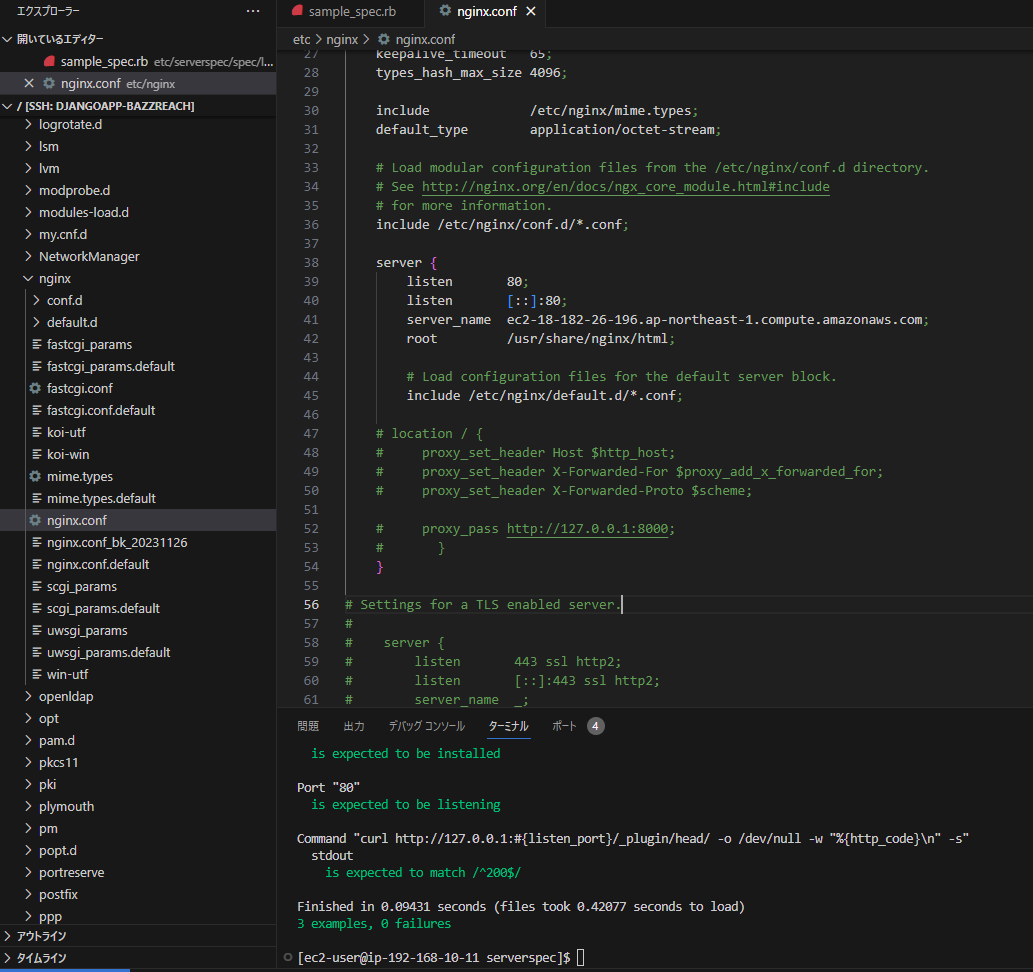 エクスプローラー
···
開いているエディター
sample_spec.rb etc/serverspec/spec/l...
nginx.conf etc/nginx
/ [SSH: DJANGOAPP-BAZZREACH]
logrotate.d
lsm
lvm
modprobe.d
modules-load.d
my.cnf.d
NetworkManager
nginx
conf.d
default.d
fastcgi_params
fastcgi_params.default
fastcgi.conf
fastcgi.conf.default
koi-utf
koi-win
mime.types
mime.types.default
nginx.conf
nginx.conf_bk_20231126
nginx.conf.default
scgi_params
scgi_params.default
uwsgi_params
uwsgi_params.default
win-utf
openldap
opt
pam.d
pkcs11
pki
plymouth
pm
popt.d
portreserve
postfix
ppp
アウトライン
タイムライン
sample_spec.rb
nginx.conf
etc > nginx > nginx.conf
27 keepalive_timeout 65;
28 types_hash_max_size 4096;
29
30 include /etc/nginx/mime.types;
31 default_type application/octet-stream;
32
33 # Load modular configuration files from the /etc/nginx/conf.d directory.
34 # See http://nginx.org/en/docs/ngx_core_module.html#include
35 # for more information.
36 include /etc/nginx/conf.d/*.conf;
37
38 server {
39 listen 80;
40 listen [::]:80;
41 server_name ec2-18-182-26-196.ap-northeast-1.compute.amazonaws.com;
42 root /usr/share/nginx/html;
43
44 # Load configuration files for the default server block.
45 include /etc/nginx/default.d/*.conf;
46
47 # location / {
48 # proxy_set_header Host $http_host;
49 # proxy_set_header X-Forwarded-For $proxy_add_x_forwarded_for;
50 # proxy_set_header X-Forwarded-Proto $scheme;
51
52 # proxy_pass http://127.0.0.1:8000;
53 # }
54 }
55
56 # Settings for a TLS enabled server.
57 #
58 # server {
59 # listen 443 ssl http2;
60 # listen [::]:443 ssl http2;
61 # server_name _;
問題 出力 デバッグ コンソール ターミナル ポート 4
is expected to be installed
Port "80"
is expected to be listening
Command "curl http://127.0.0.1:#{listen_port}/_plugin/head/ -o /dev/null -w "%{http_code}\n" -s"
stdout
is expected to match /^200$/
Finished in 0.09431 seconds (files took 0.42077 seconds to load)
3 examples, 0 failures
[ec2-user@ip-192-168-10-11 serverspec]$